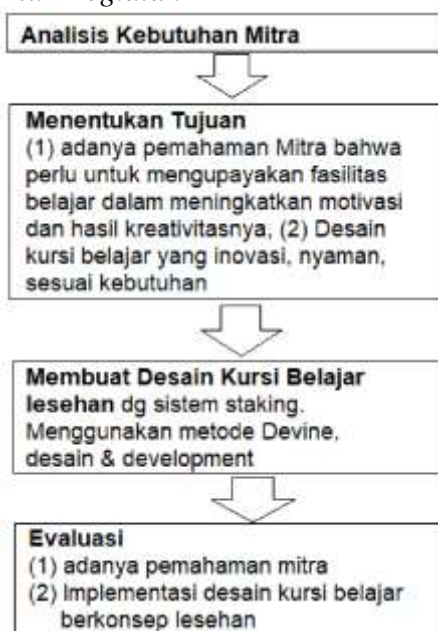 Analisis Kebutuhan Mitra
Menentukan Tujuan
(1) adanya pemahaman Mitra bahwa
perlu untuk mengupayakan fasilitas
belajar dalam meningkatkan motivasi
dan hasil kreativitasnya, (2) Desain
kursi belajar yang inovasi, nyaman,
sesuai kebutuhan
Membuat Desain Kursi Belajar
lesehan dg sistem staking.
Menggunakan metode Devine,
desain & development
Evaluasi
(1) adanya pemahaman mitra
(2) Implementasi desain kursi belajar
berkonsep lesehan